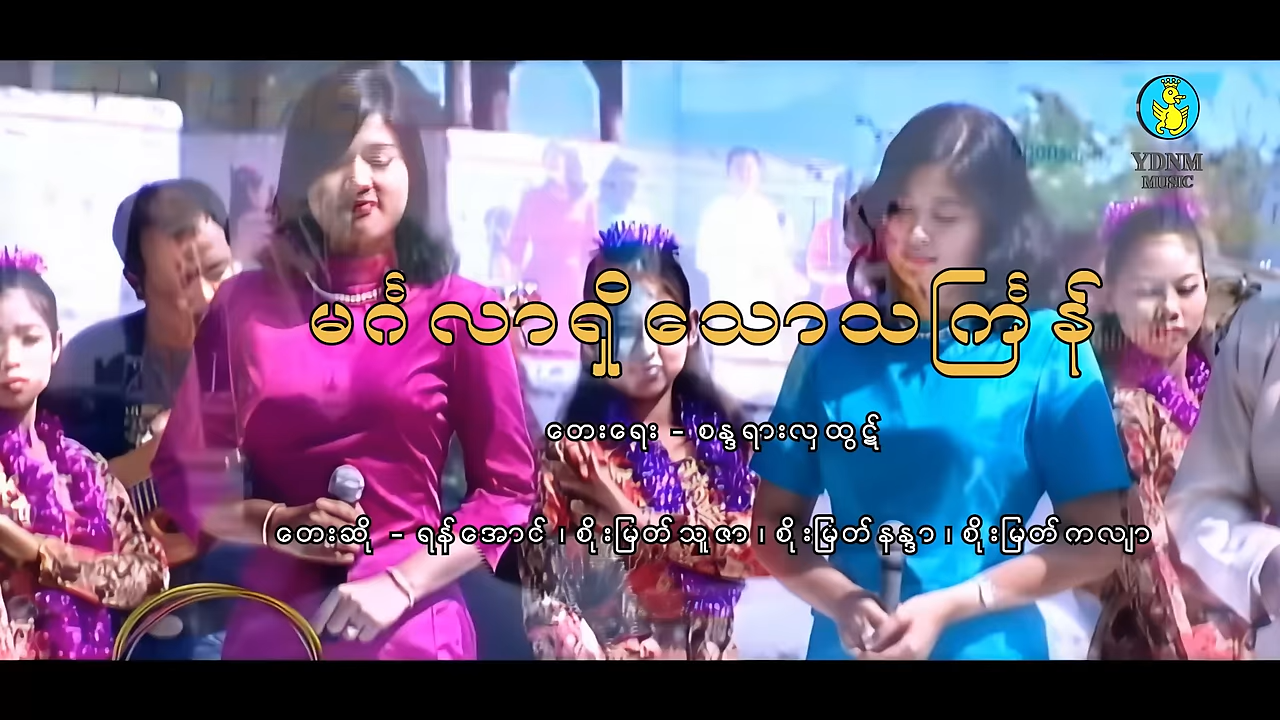 YDNM
MUSIC
မင်္ဂလာရှိသောသင်္ကြန်
တေးရေး - စန္ဒရားလှထွဋ်
(တေးဆို - ရန်အောင် ၊ စိုးမြတ်သူဇာ ၊ စိုးမြတ်နန္ဒာ ၊ စိုးမြတ်ကလျာ